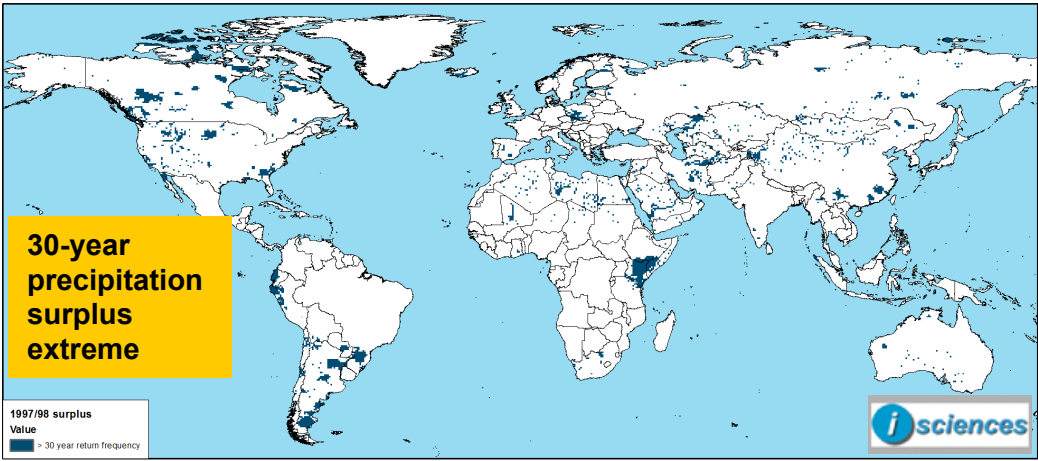 30-year
precipitation
surplus
extreme
1997/98 surplus
Value
> 30 year return frequency
i sciences